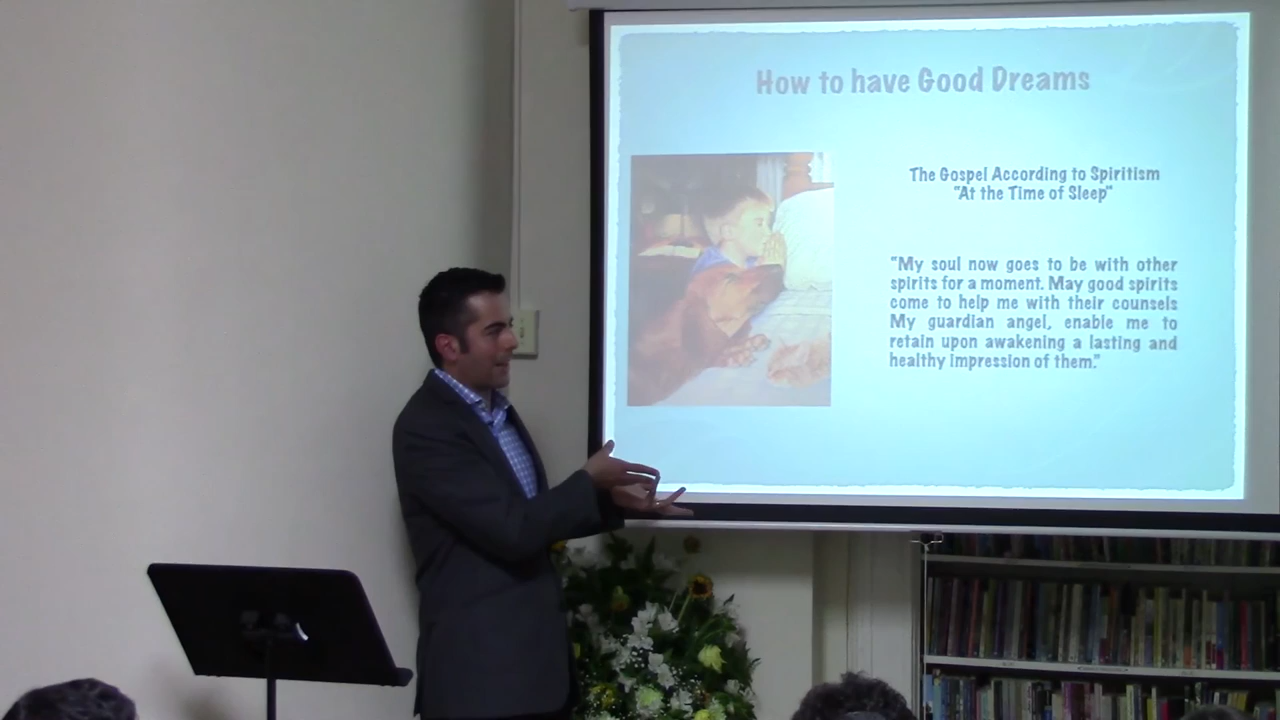 How to have Good Dreams
The Gospel According to Spiritism
"At the Time of Sleep"
"My soul now goes to be with other
spirits for a moment. May good spirits
come to help me with their counsels
My guardian angel, enable me to
retain upon awakening a lasting and
healthy impression of them."